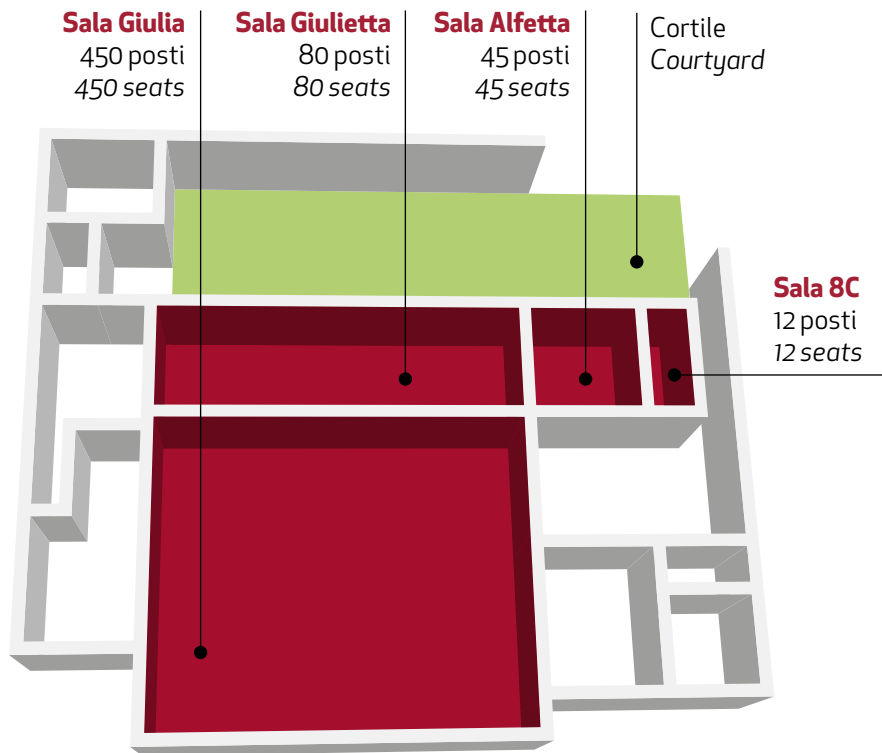 Sala Giulia
450 posti
450 seats
Sala Giulietta
80 posti
80 seats
Sala Alfetta
45 posti
45 seats
Cortile
Courtyard
Sala 8C
12 posti
12 seats